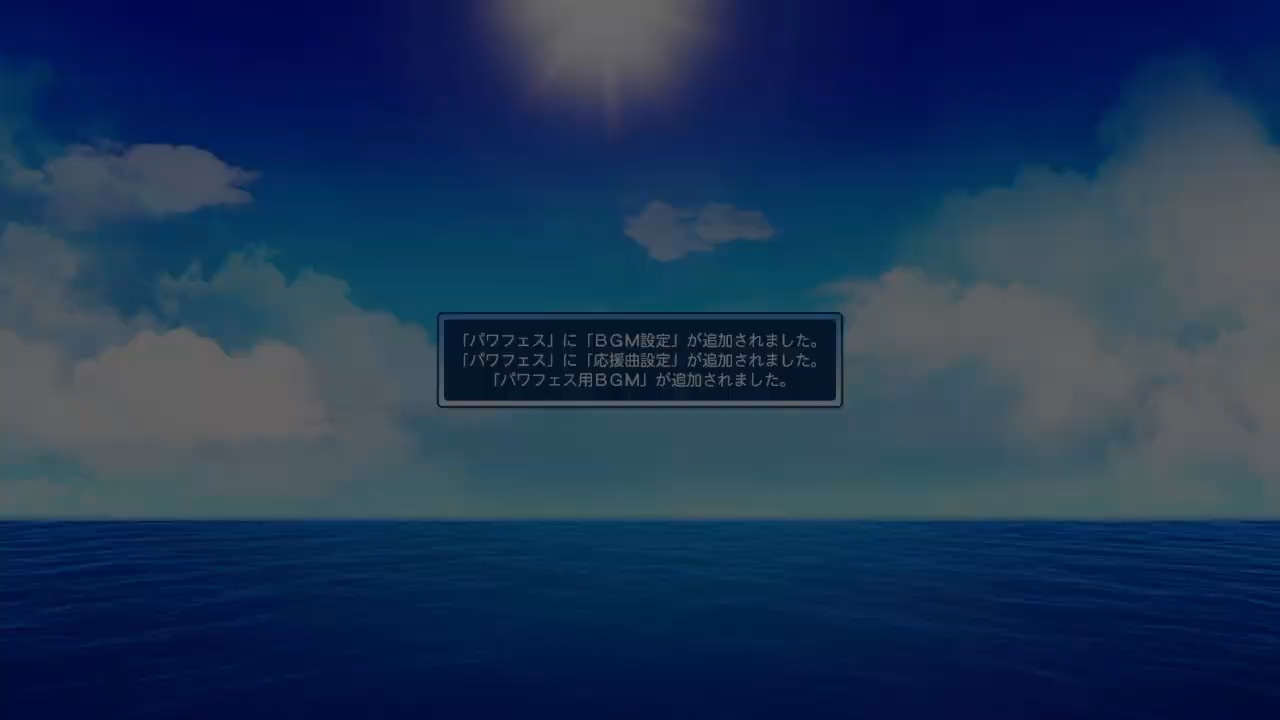 「パワフェス」に「ＢＧＭ設定」が追加されました。
「パワフェス」に「応援曲設定」が追加されました。
「パワフェス用ＢＧＭ」が追加されました。